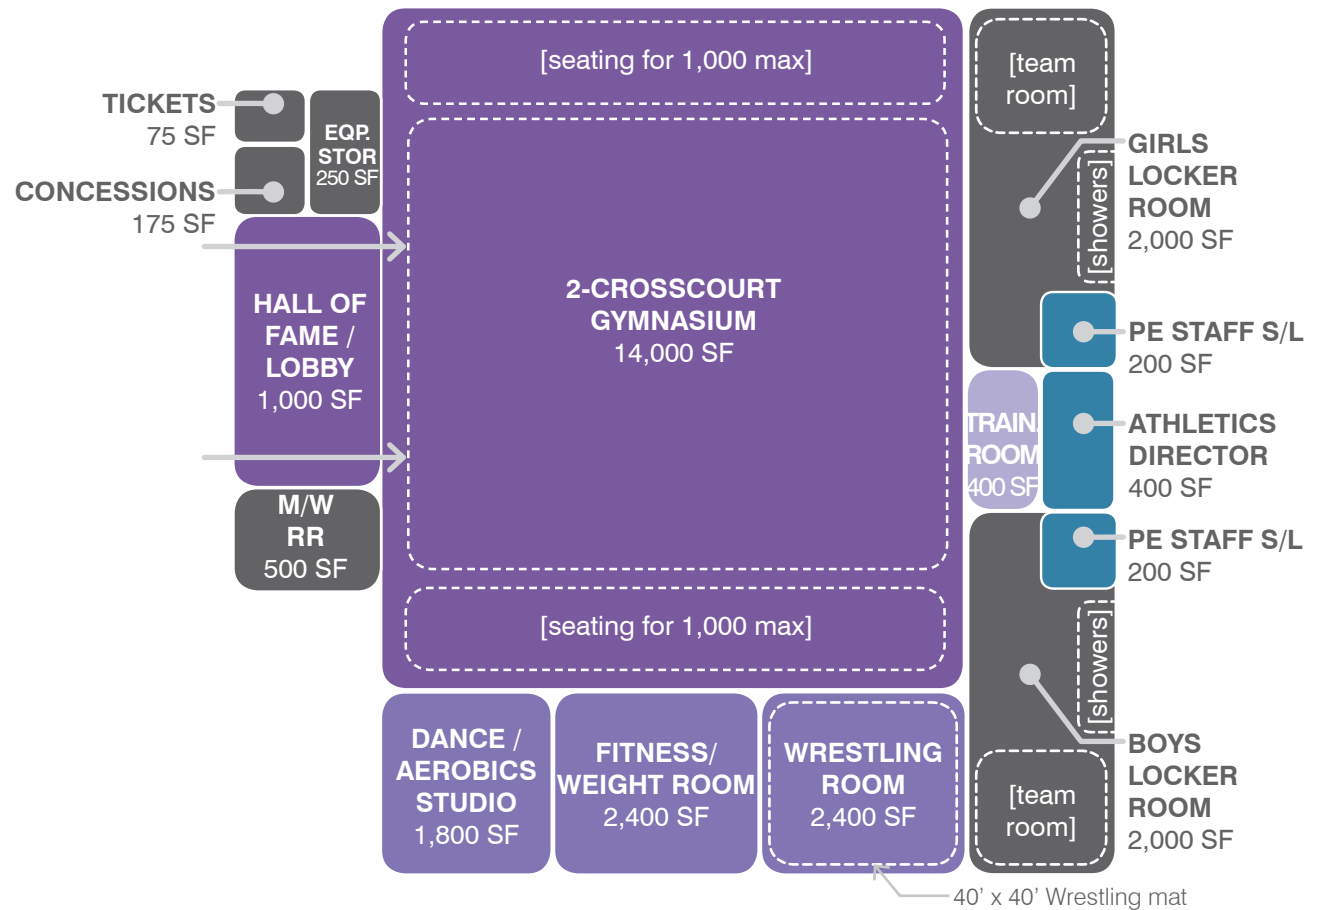 [seating for 1,000 max]
[team
room]
TICKETS
75 SF
EQP.
STOR
250 SF
CONCESSIONS
175 SF
GIRLS
LOCKER
ROOM
2,000 SF
[showers]
HALL OF
FAME /
LOBBY
1,000 SF
2-CROSSCOURT
GYMNASIUM
14,000 SF
PE STAFF S/L
200 SF
TRAIN.
ROOM
400 SF
ATHLETICS
DIRECTOR
400 SF
M/W
RR
500 SF
PE STAFF S/L
200 SF
[seating for 1,000 max]
[showers]
DANCE /
AEROBICS
STUDIO
1,800 SF
FITNESS/
WEIGHT ROOM
2,400 SF
WRESTLING
ROOM
2,400 SF
[team
room]
BOYS
LOCKER
ROOM
2,000 SF
40’ x 40’ Wrestling mat